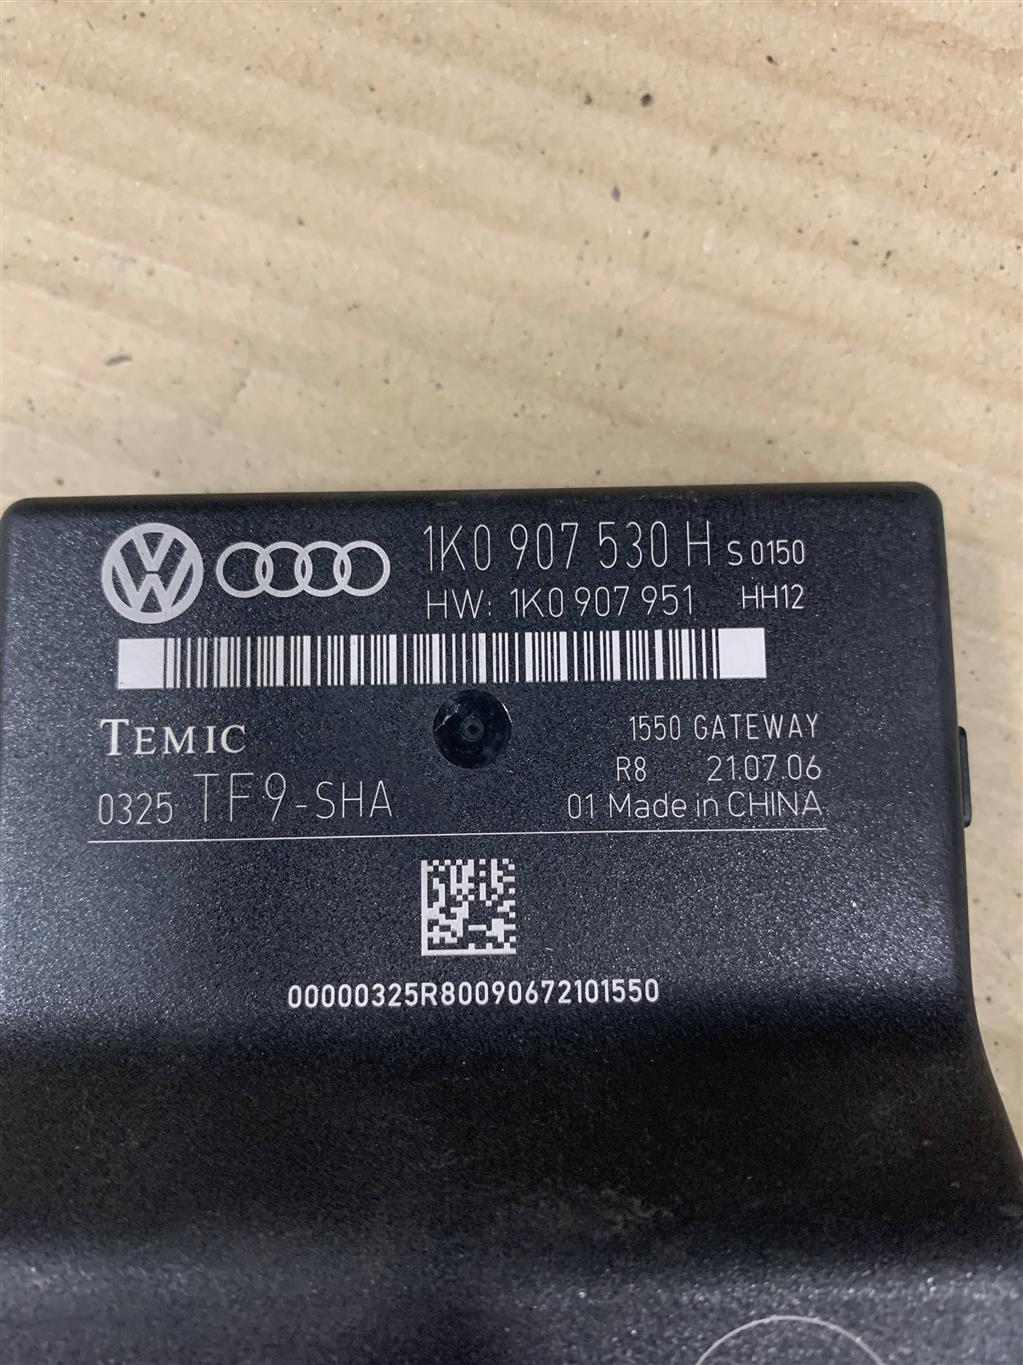 1K0 907 530 H S 0150
HW: 1K0 907 951 HH12
TEMIC
1550 GATEWAY
R8 21.07.06
0325 TF9-SHA
01 Made in CHINA
00000325R80090672101550